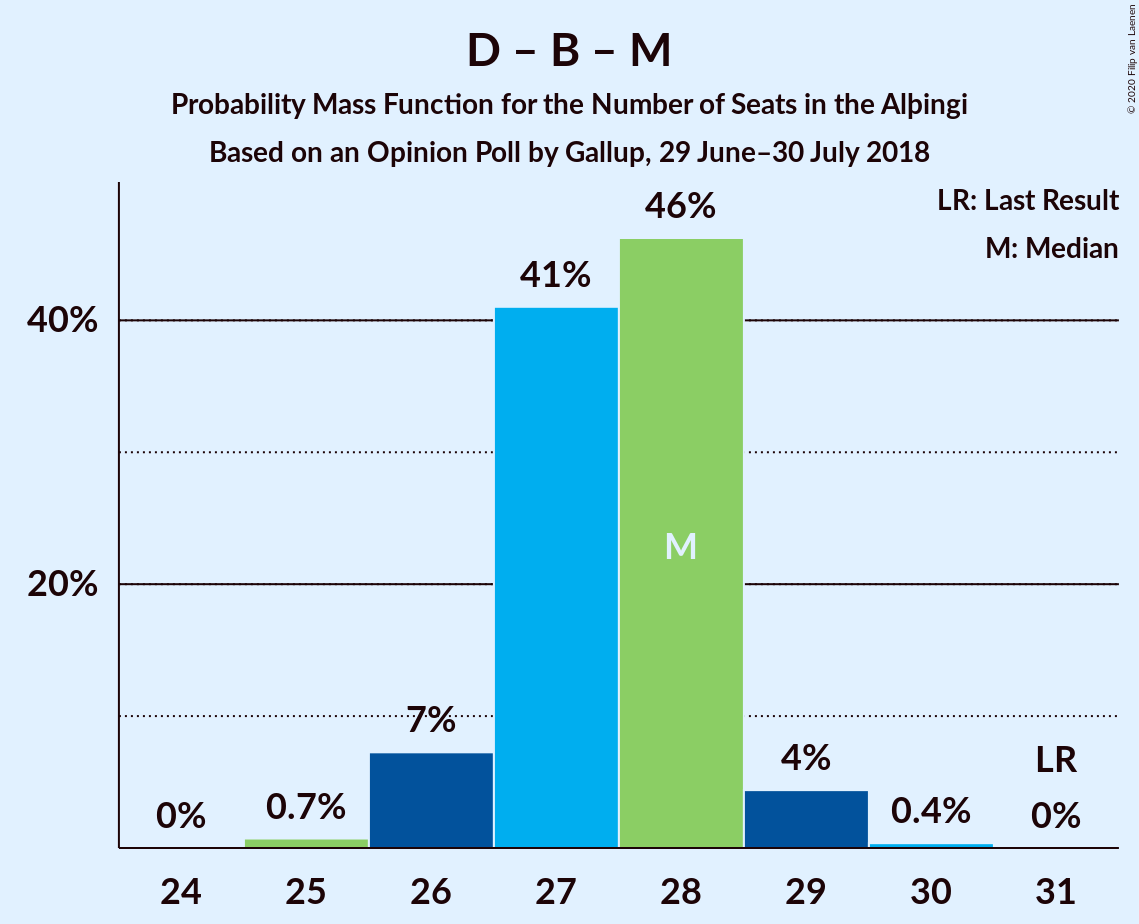 D – B – M
Probability Mass Function for the Number of Seats in the Alþingi
Based on an Opinion Poll by Gallup, 29 June–30 July 2018
© 2020 Filip van Laenen
LR: Last Result
M: Median
40%
20%
0%
0.7%
7%
41%
46%
M
4%
0.4%
LR
0%
24 25 26 27 28 29 30 31